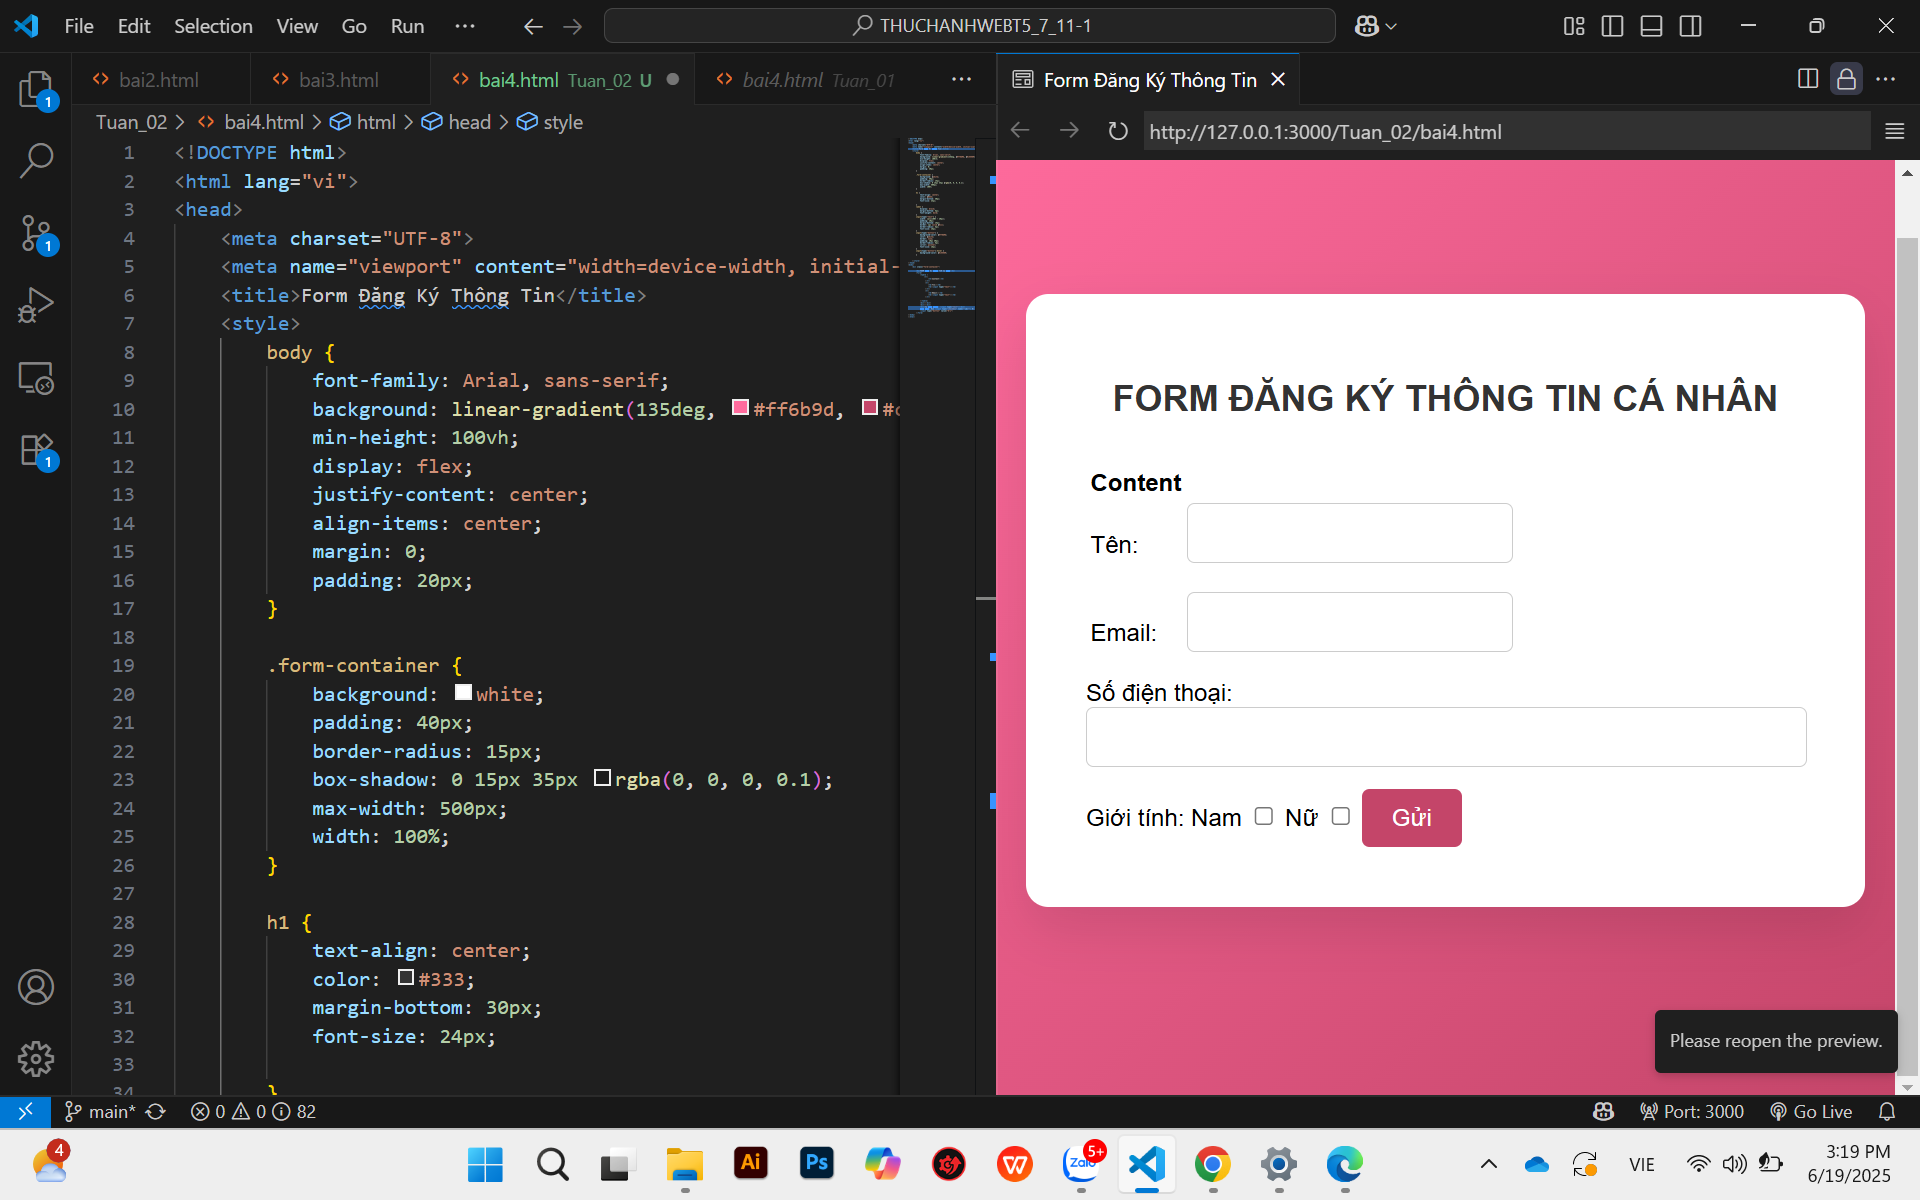 File Edit Selection View Go Run ··· THUCHANHWEBT5_7_11-1
bai2.html bai3.html bai4.html Tuan_02 U bai4.html Tuan_01 ···
Form Đăng Ký Thông Tin
Tuan_02 > bai4.html > html > head > style
http://127.0.0.1:3000/Tuan_02/bai4.html
1 <!DOCTYPE html>
2 <html lang="vi">
3 <head>
4 <meta charset="UTF-8">
5 <meta name="viewport" content="width=device-width, initial-
6 <title>Form Đăng Ký Thông Tin</title>
7 <style>
8 body {
9 font-family: Arial, sans-serif;
10 background: linear-gradient(135deg, #ff6b9d, #c
11 min-height: 100vh;
12 display: flex;
13 justify-content: center;
14 align-items: center;
15 margin: 0;
16 padding: 20px;
17 }
18
19 .form-container {
20 background: white;
21 padding: 40px;
22 border-radius: 15px;
23 box-shadow: 0 15px 35px rgba(0, 0, 0, 0.1);
24 max-width: 500px;
25 width: 100%;
26 }
27
28 h1 {
29 text-align: center;
30 color: #333;
31 margin-bottom: 30px;
32 font-size: 24px;
33
34 }
FORM ĐĂNG KÝ THÔNG TIN CÁ NHÂN
Content
Tên:
Email:
Số điện thoại:
Giới tính: Nam Nữ Gửi
Please reopen the preview.
1
1
1
main* 0 0 82 Port: 3000 Go Live
4
Ai
Ps
W
Zalo
5+
VIE
3:19 PM
6/19/2025